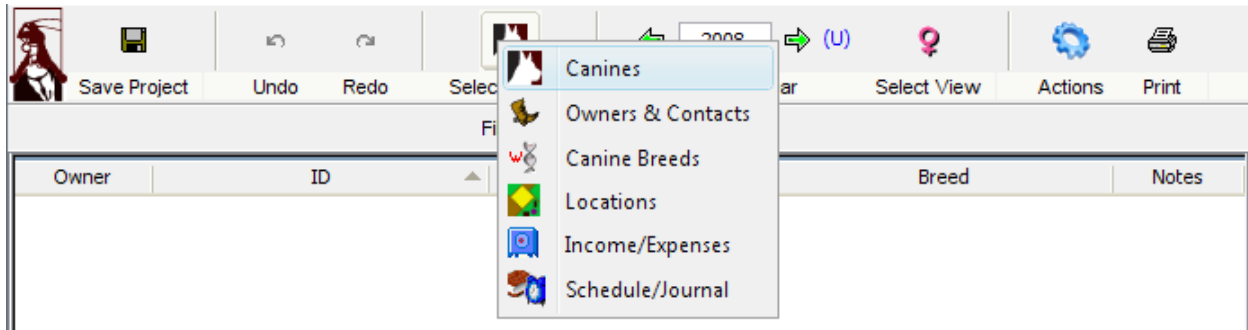 2008 (U)
Save Project Undo Redo Selec ar Select View Actions Print
Fi
Owner ID Breed Notes
Canines
Owners & Contacts
Canine Breeds
Locations
Income/Expenses
Schedule/Journal